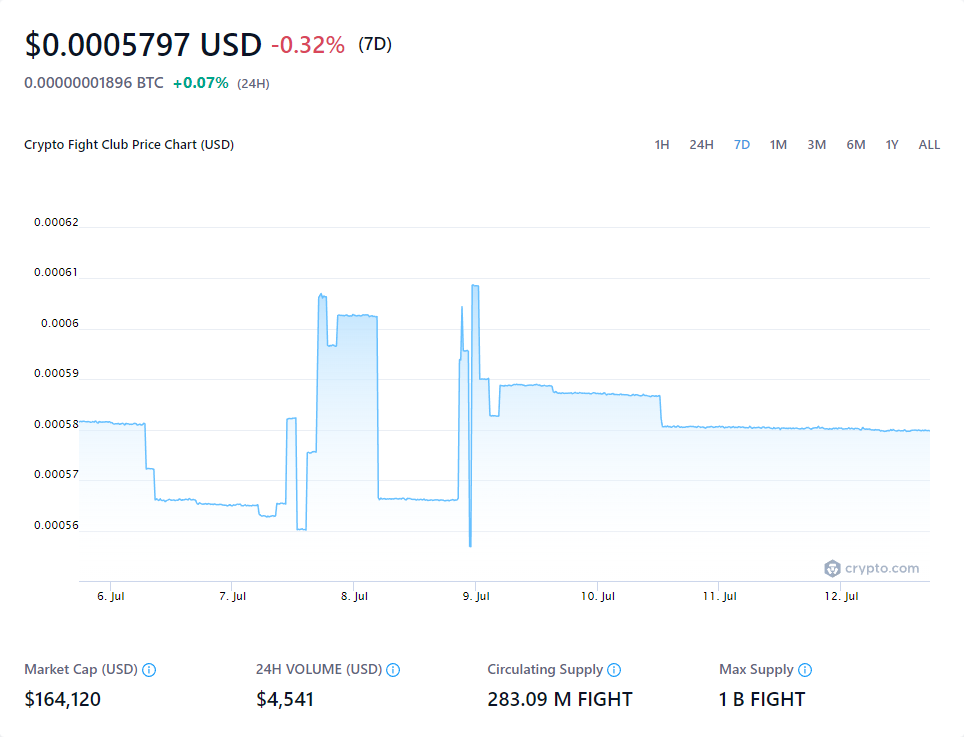 $0.0005797 USD -0.32% (7D)
0.00000001896 BTC +0.07% (24H)
Crypto Fight Club Price Chart (USD) 1H 24H 7D 1M 3M 6M 1Y ALL
0.00062
0.00061
0.0006
0.00059
0.00058
0.00057
0.00056
crypto.com
6. Jul 7. Jul 8. Jul 9. Jul 10. Jul 11. Jul 12. Jul
Market Cap (USD) 24H VOLUME (USD) Circulating Supply Max Supply
$164,120 $4,541 283.09 M FIGHT 1 B FIGHT